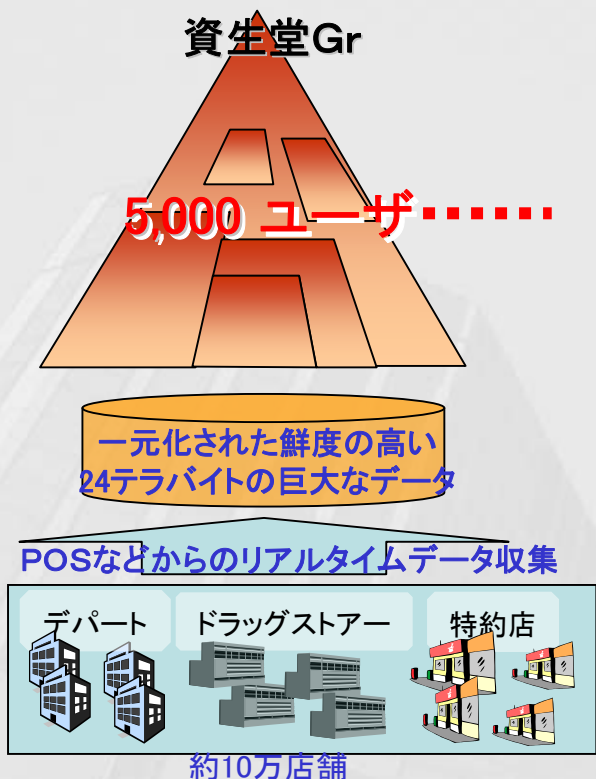 資生堂Gr
5,000 ユーザ・・・・・・
一元化された鮮度の高い
24テラバイトの巨大なデータ
POSなどからのリアルタイムデータ収集
デパート ドラッグストアー 特約店
約10万店舗